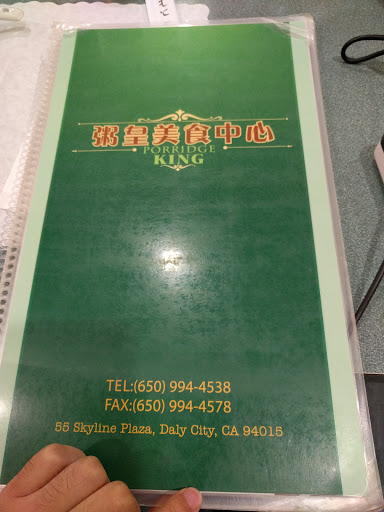 粥皇美食中心
PORRIDGE
KING
TEL:(650) 994-4538
FAX:(650) 994-4578
55 Skyline Plaza, Daly City, CA 94015